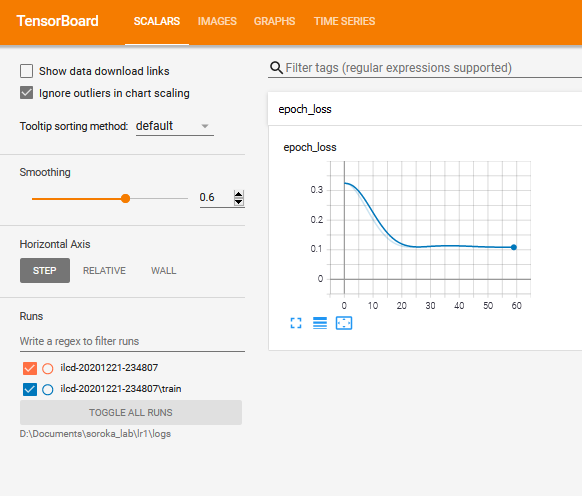 TensorBoard SCALARS IMAGES GRAPHS TIME SERIES
Show data download links
Ignore outliers in chart scaling
Tooltip sorting method: default
Smoothing
0.6
Horizontal Axis
STEP RELATIVE WALL
Runs
Write a regex to filter runs
ilcd-20201221-234807
ilcd-20201221-234807\train
TOGGLE ALL RUNS
D:\Documents\soroka_lab\lr1\logs
Filter tags (regular expressions supported)
epoch_loss
epoch_loss
0.3
0.2
0.1
0
0 10 20 30 40 50 60